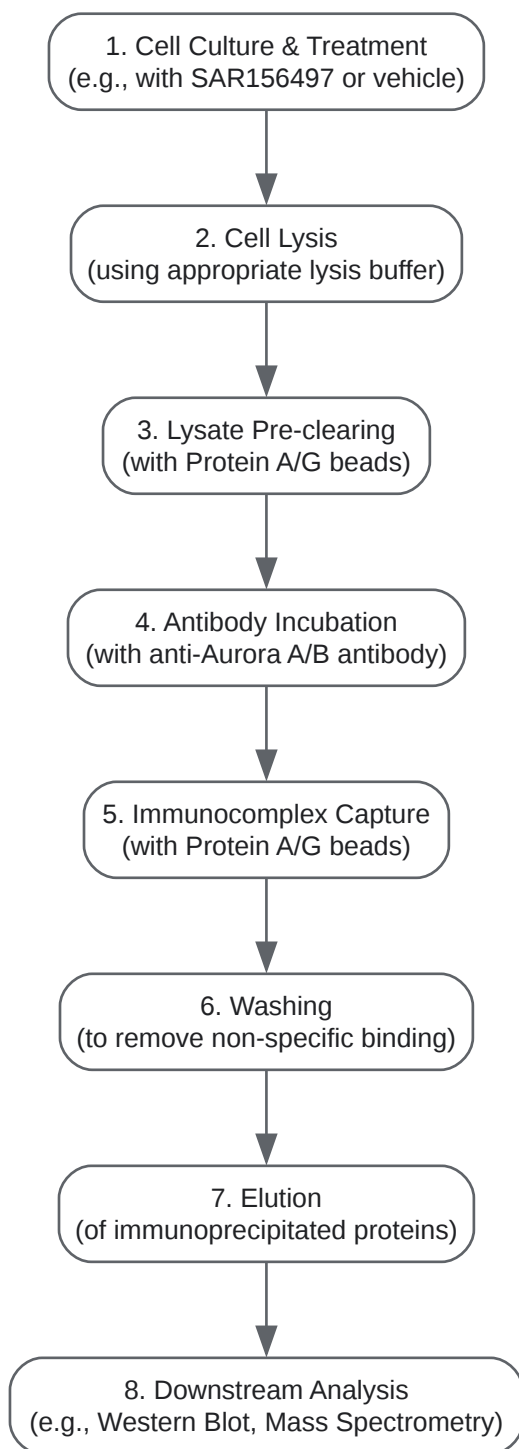 1. Cell Culture & Treatment
(e.g., with SAR156497 or vehicle)
2. Cell Lysis
(using appropriate lysis buffer)
3. Lysate Pre-clearing
(with Protein A/G beads)
4. Antibody Incubation
(with anti-Aurora A/B antibody)
5. Immunocomplex Capture
(with Protein A/G beads)
6. Washing
(to remove non-specific binding)
7. Elution
(of immunoprecipitated proteins)
8. Downstream Analysis
(e.g., Western Blot, Mass Spectrometry)